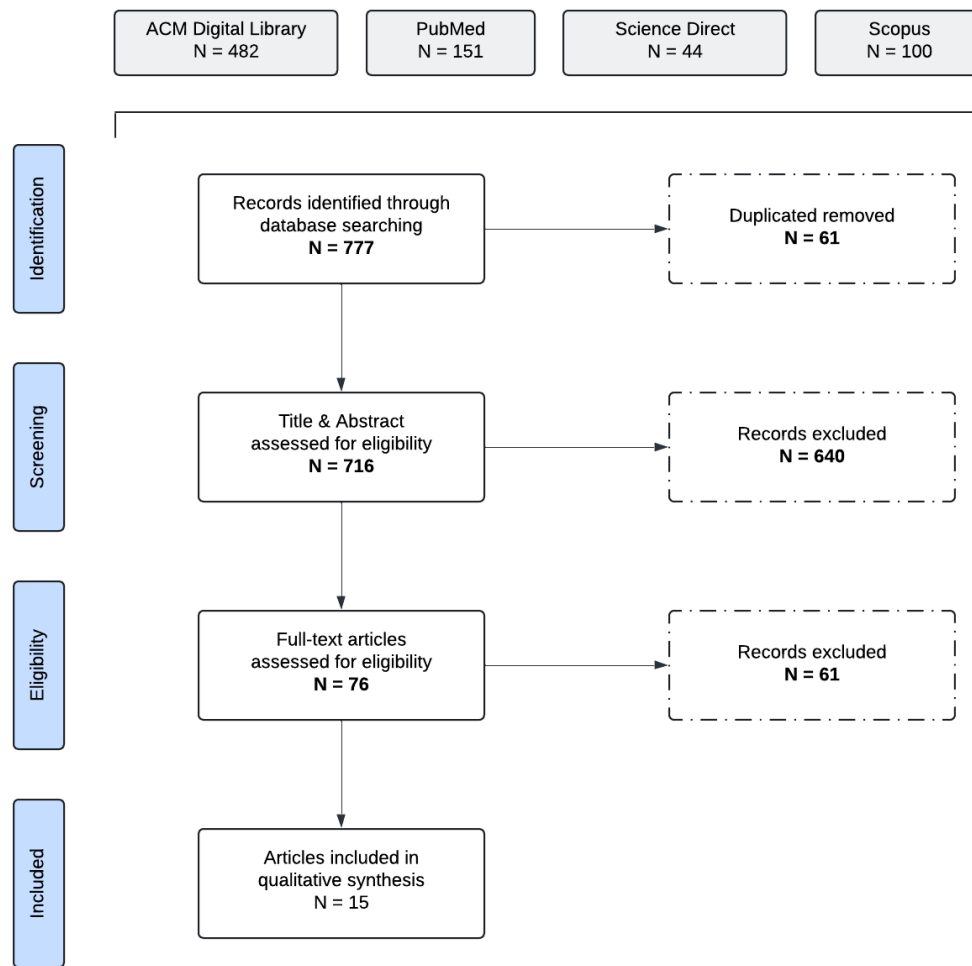 ACM Digital Library
N = 482
PubMed
N = 151
Science Direct
N = 44
Scopus
N = 100
Identification
Records identified through
database searching
N = 777
Duplicated removed
N = 61
Screening
Title & Abstract
assessed for eligibility
N = 716
Records excluded
N = 640
Eligibility
Full-text articles
assessed for eligibility
N = 76
Records excluded
N = 61
Included
Articles included in
qualitative synthesis
N = 15